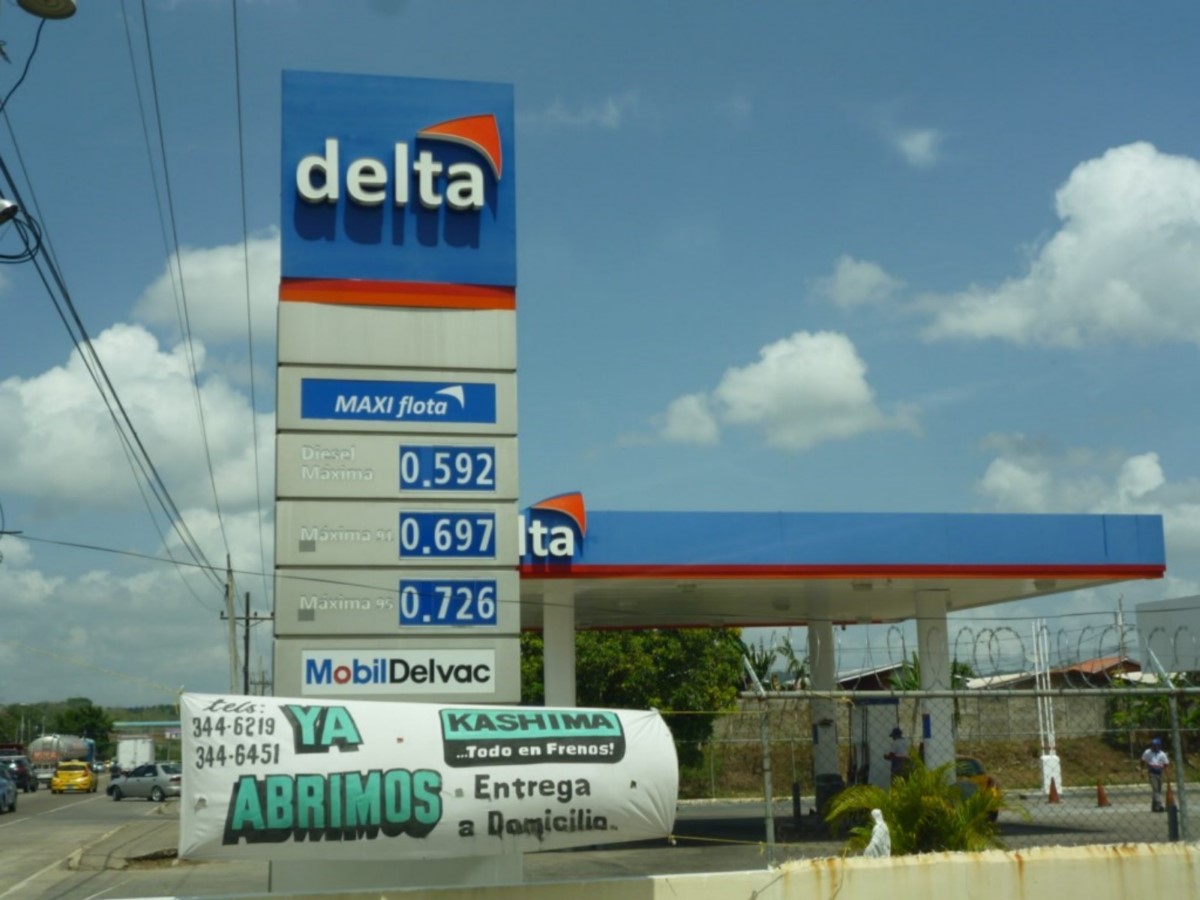 delta
MAXI flota
Diesel
Máxima
0.592
Máxima 91
0.697
Máxima 95
0.726
MobilDelvac
lta
tels:
344-6219
344-6451
YA
ABRIMOS
KASHIMA
...Todo en Frenos!
Entrega
a Domicilio.